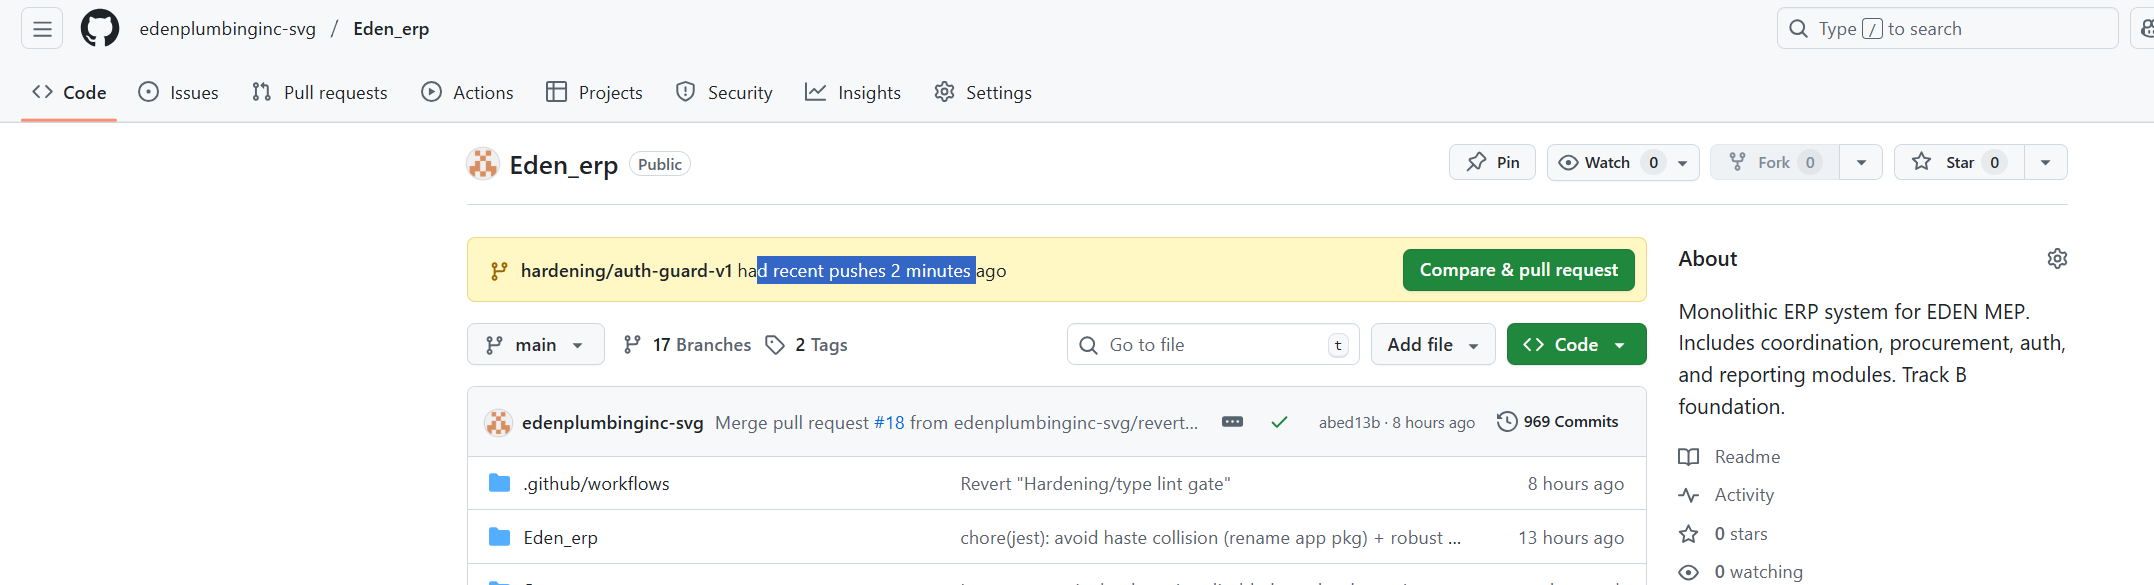 edenplumbinginc-svg / Eden_erp
Type / to search
Code Issues Pull requests Actions Projects Security Insights Settings
Eden_erp Public
Pin Watch 0 Fork 0 Star 0
hardening/auth-guard-v1 had recent pushes 2 minutes ago
Compare & pull request
main 17 Branches 2 Tags
Go to file t
Add file
Code
edenplumbinginc-svg Merge pull request #18 from edenplumbinginc-svg/revert... abed13b · 8 hours ago 969 Commits
.github/workflows Revert "Hardening/type lint gate" 8 hours ago
Eden_erp chore(jest): avoid haste collision (rename app pkg) + robust ... 13 hours ago
About
Monolithic ERP system for EDEN MEP.
Includes coordination, procurement, auth,
and reporting modules. Track B
foundation.
Readme
Activity
0 stars
0 watching